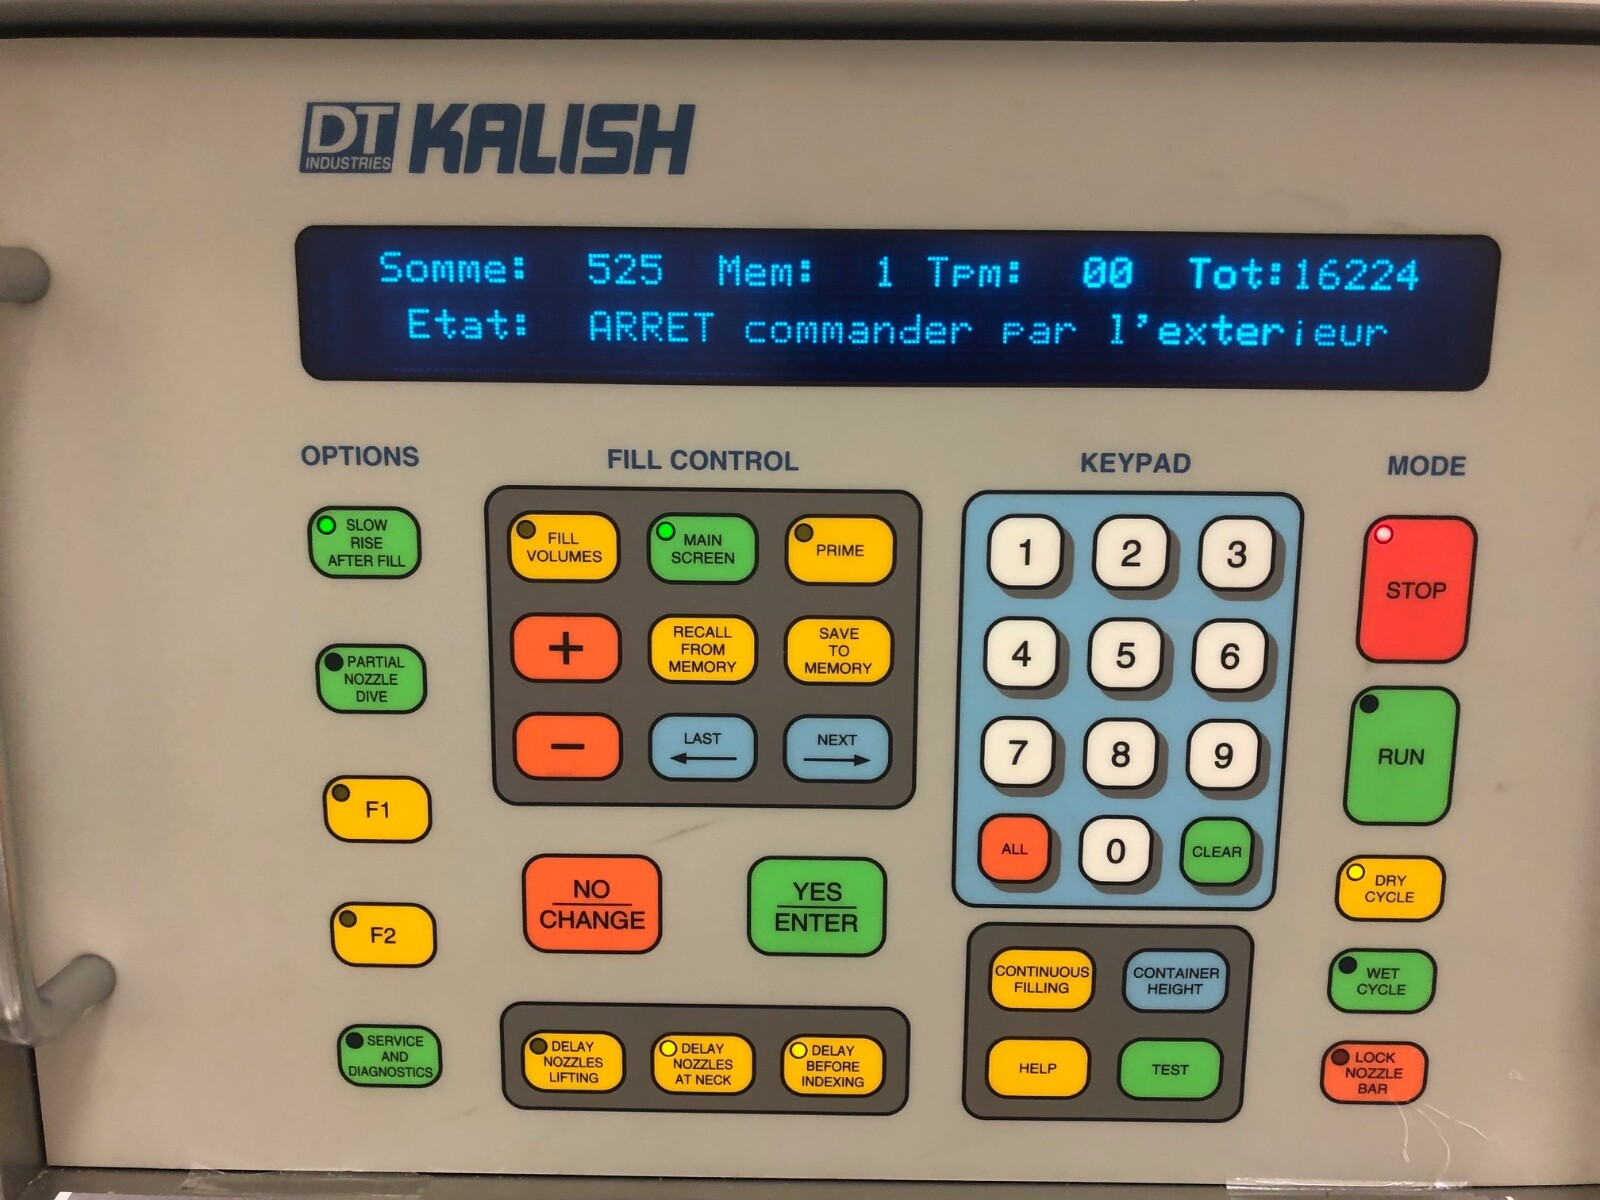 DT
INDUSTRIES
KALISH
Somme: 525 Mem: 1 Tpm: 00 Tot:16224
Etat: ARRET commander par l'exterieur
OPTIONS
SLOW
RISE
AFTER FILL
PARTIAL
NOZZLE
DIVE
F1
F2
SERVICE
AND
DIAGNOSTICS
FILL CONTROL
FILL
VOLUMES
MAIN
SCREEN
PRIME
+
RECALL
FROM
MEMORY
SAVE
TO
MEMORY
−
LAST
←
NEXT
→
NO
CHANGE
YES
ENTER
DELAY
NOZZLES
LIFTING
DELAY
NOZZLES
AT NECK
DELAY
BEFORE
INDEXING
KEYPAD
1 2 3
4 5 6
7 8 9
ALL 0 CLEAR
CONTINUOUS
FILLING
CONTAINER
HEIGHT
HELP
TEST
MODE
STOP
RUN
DRY
CYCLE
WET
CYCLE
LOCK
NOZZLE
BAR